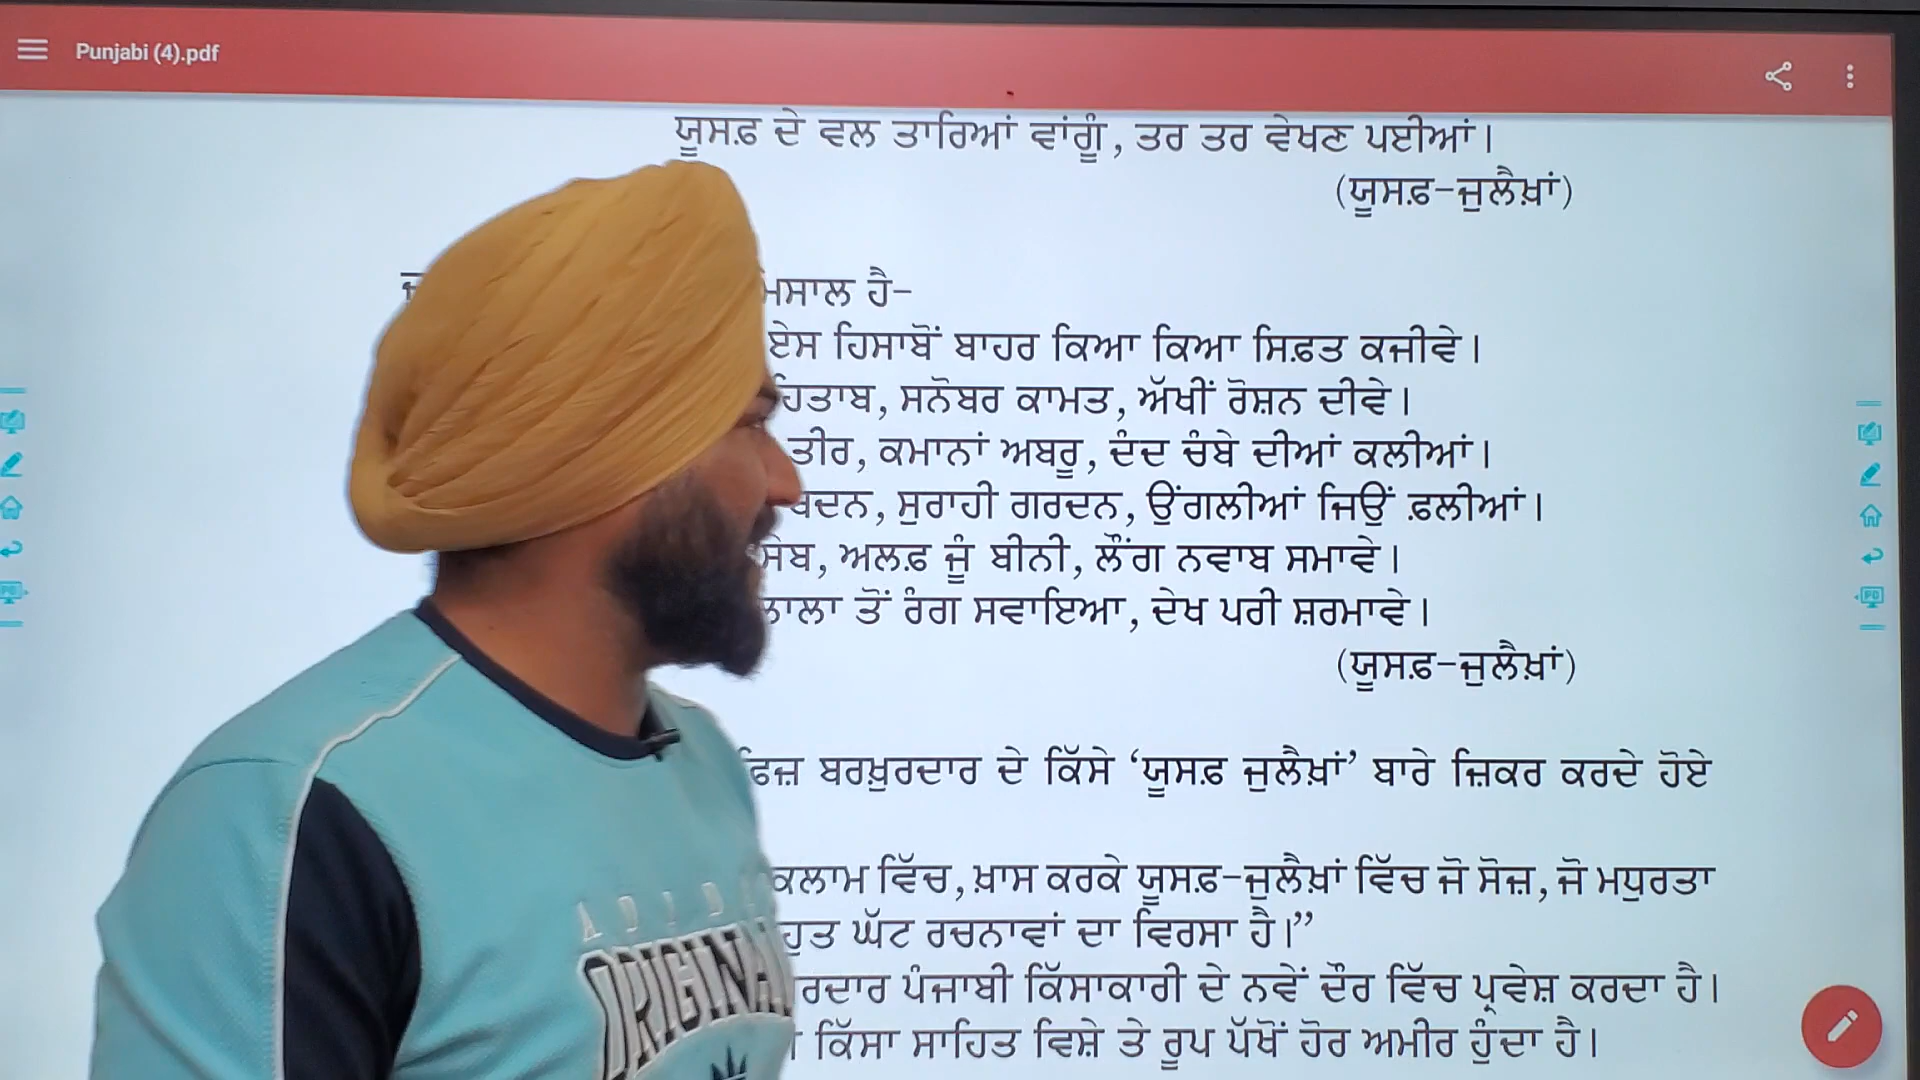 Punjabi (4).pdf
ਯੂਸਫ਼ ਦੇ ਵਲ ਤਾਰਿਆਂ ਵਾਂਗੂੰ, ਤਰ ਤਰ ਵੇਖਣ ਪਈਆਂ।
(ਯੂਸਫ਼-ਜੁਲੈਖ਼ਾਂ)
ਹੈ-
ਏਸ ਹਿਸਾਬੋਂ ਬਾਹਰ ਕਿਆ ਕਿਆ ਸਿਫ਼ਤ ਕਜੀਵੇ।
ਸਨੋਬਰ ਕਾਮਤ, ਅੱਖੀਂ ਰੋਸ਼ਨ ਦੀਵੇ।
ਤੀਰ, ਕਮਾਨਾਂ ਅਬਰੂ, ਦੰਦ ਚੰਬੇ ਦੀਆਂ ਕਲੀਆਂ।
ਬਦਨ, ਸੁਰਾਹੀ ਗਰਦਨ, ਉਂਗਲੀਆਂ ਜਿਉਂ ਫ਼ਲੀਆਂ।
ਸੇਬ, ਅਲਫ਼ ਜੂੰ ਬੀਨੀ, ਲੌਂਗ ਨਵਾਬ ਸਮਾਵੇ।
ਲਾਲਾ ਤੋਂ ਰੰਗ ਸਵਾਇਆ, ਦੇਖ ਪਰੀ ਸ਼ਰਮਾਵੇ।
(ਯੂਸਫ਼-ਜੁਲੈਖ਼ਾਂ)
ਬਰਖ਼ੁਰਦਾਰ ਦੇ ਕਿੱਸੇ ‘ਯੂਸਫ਼ ਜੁਲੈਖ਼ਾਂ’ ਬਾਰੇ ਜ਼ਿਕਰ ਕਰਦੇ ਹੋਏ
ਕਲਾਮ ਵਿੱਚ, ਖ਼ਾਸ ਕਰਕੇ ਯੂਸਫ਼-ਜੁਲੈਖ਼ਾਂ ਵਿੱਚ ਜੋ ਸੋਜ਼, ਜੋ ਮਧੁਰਤਾ
ਘੱਟ ਰਚਨਾਵਾਂ ਦਾ ਵਿਰਸਾ ਹੈ।”
ਪੰਜਾਬੀ ਕਿੱਸਾਕਾਰੀ ਦੇ ਨਵੇਂ ਦੌਰ ਵਿੱਚ ਪ੍ਰਵੇਸ਼ ਕਰਦਾ ਹੈ।
ਕਿੱਸਾ ਸਾਹਿਤ ਵਿਸ਼ੇ ਤੇ ਰੂਪ ਪੱਖੋਂ ਹੋਰ ਅਮੀਰ ਹੁੰਦਾ ਹੈ।